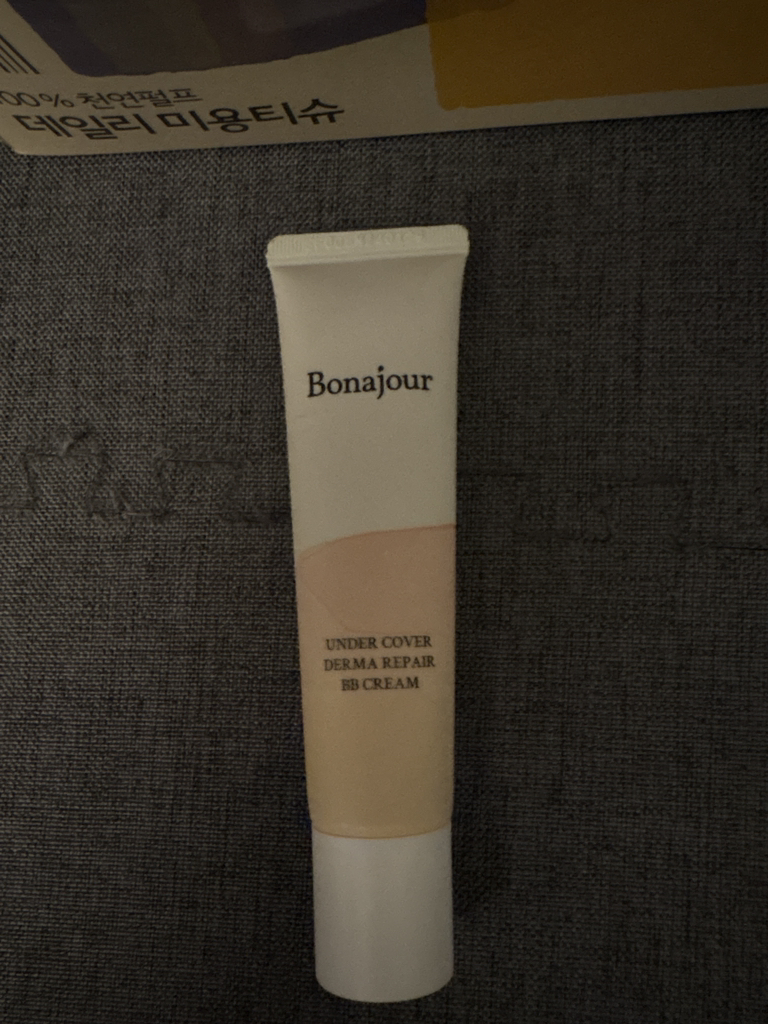 00% 천연펄프
데일리 미용티슈
Bonajour
UNDER COVER
DERMA REPAIR
BB CREAM